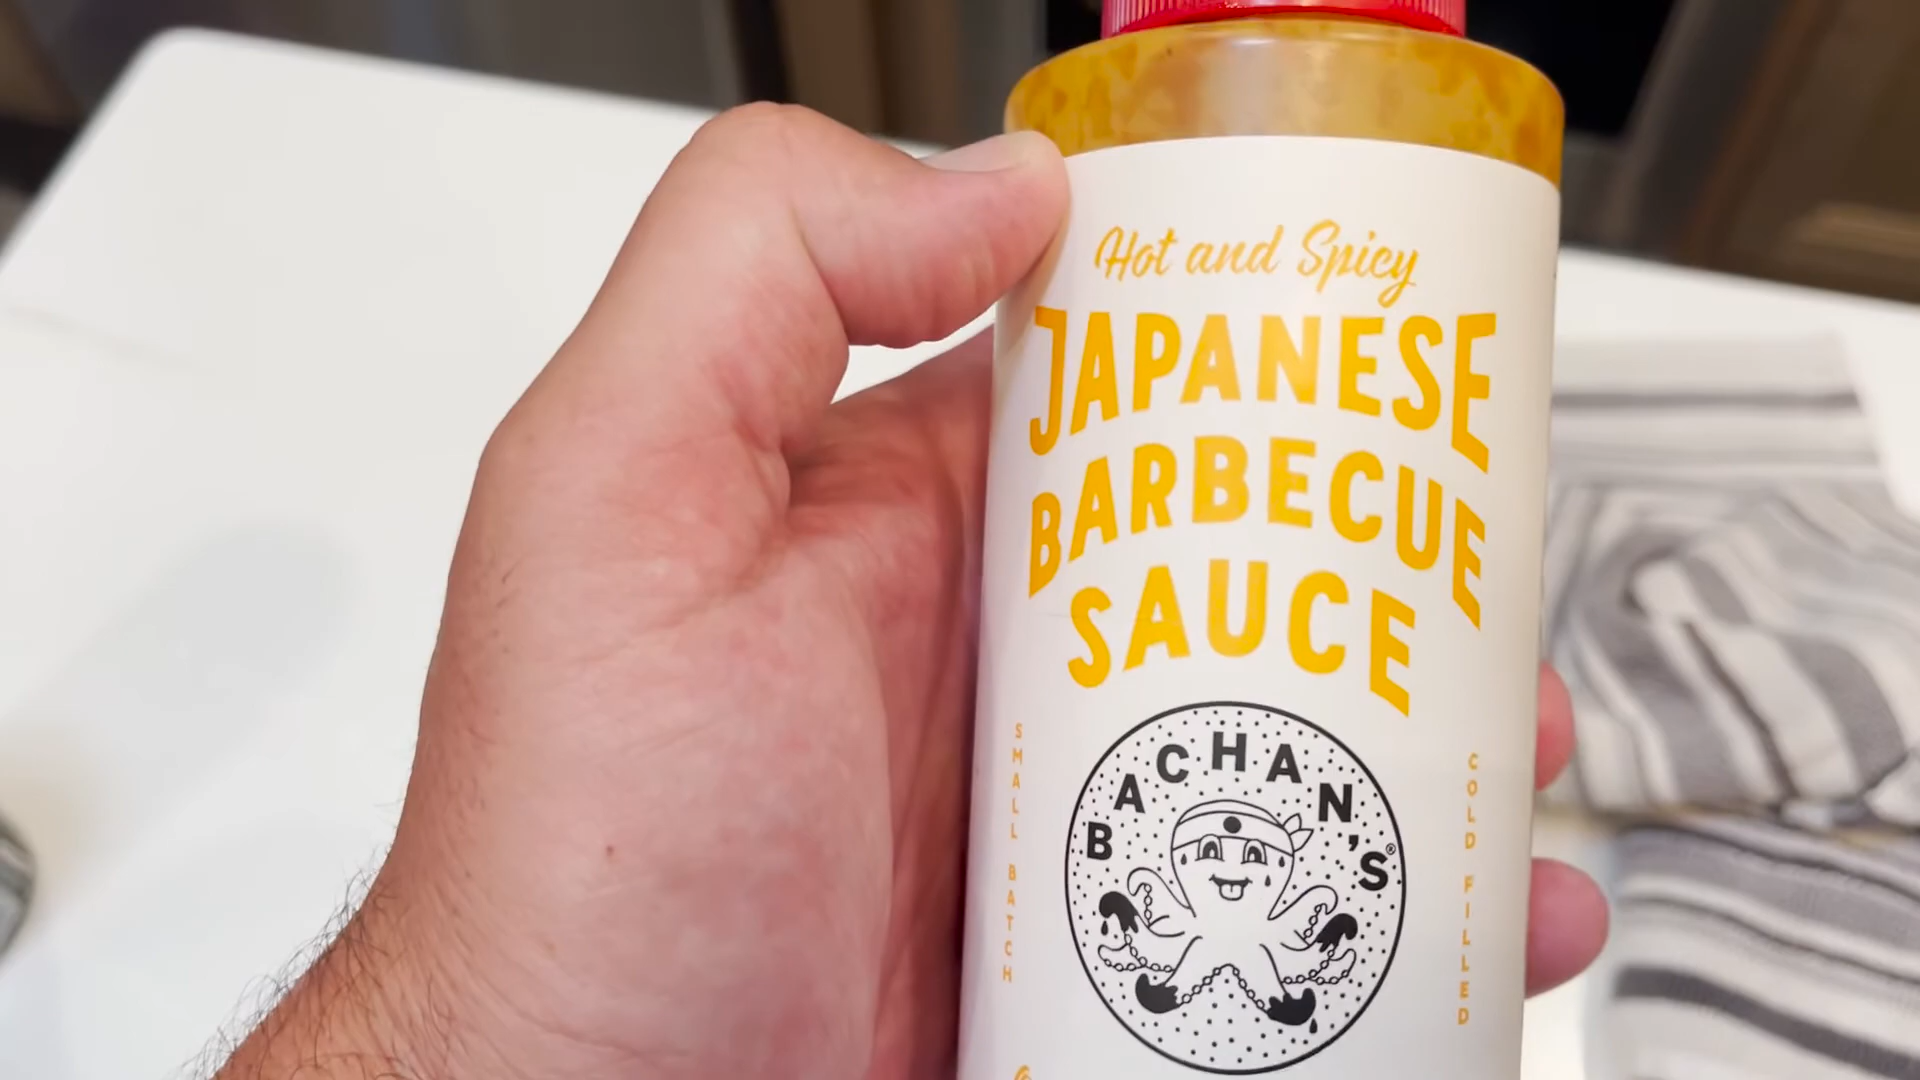 Hot and Spicy
JAPANESE
BARBECUE
SAUCE
BACHAN'S®
SMALL BATCH
COLD FILLED